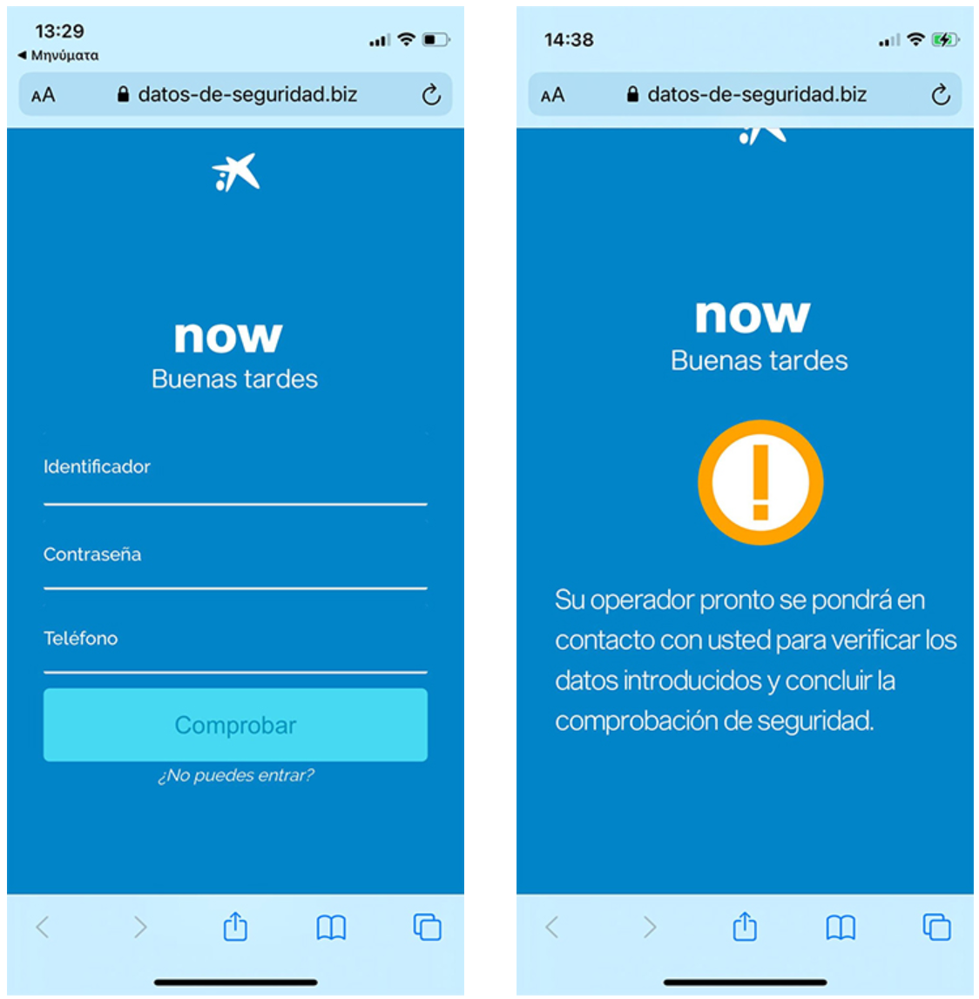 13:29
◀ Μηνύματα
AA datos-de-seguridad.biz
now
Buenas tardes
Identificador
Contraseña
Teléfono
Comprobar
¿No puedes entrar?
14:38
AA datos-de-seguridad.biz
now
Buenas tardes
!
Su operador pronto se pondrá en
contacto con usted para verificar los
datos introducidos y concluir la
comprobación de seguridad.